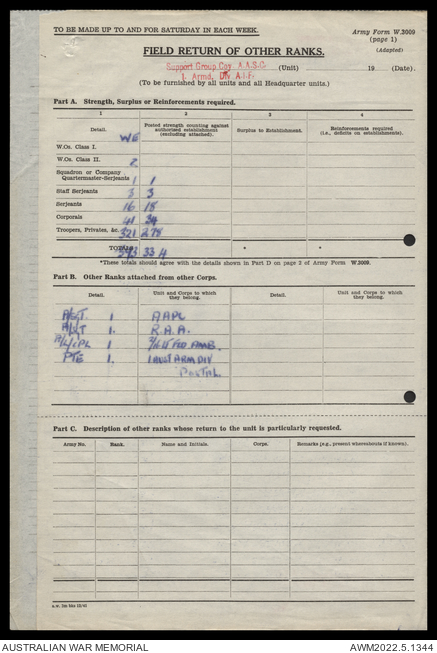 TO BE MADE UP TO AND FOR SATURDAY IN EACH WEEK.
Army Form W.3009
(page 1)
(Adapted)
FIELD RETURN OF OTHER RANKS.
Support Group Coy A.A.S.C. (Unit) 19 (Date).
1. Armd. Div A.I.F.
(To be furnished by all units and all Headquarter units.)
Part A. Strength, Surplus or Reinforcements required.
1 2 3 4
Detail. WE Posted strength counting against authorised establishment (excluding attached). Surplus to Establishment. Reinforcements required (i.e., deficits on establishments).
W.Os. Class I.
W.Os. Class II. 2
Squadron or Company Quartermaster-Serjeants 1 1
Staff Serjeants 3 3
Serjeants 16 18
Corporals 41 34
Troopers, Privates, &c. 321 278
TOTALS 334
*These totals should agree with the details shown in Part D on page 2 of Army Form W.3009.
Part B. Other Ranks attached from other Corps.
Detail. Unit and Corps to which they belong. Detail. Unit and Corps to which they belong.
1 AAPC
1. R.A.A.
1 FED AMB.
PTE 1. 1 AUST ARM DIV
POSTAL
Part C. Description of other ranks whose return to the unit is particularly requested.
Army No. Rank. Name and Initials. Corps. Remarks (e.g., present whereabouts if known).
AUSTRALIAN WAR MEMORIAL AWM2022.5.1344